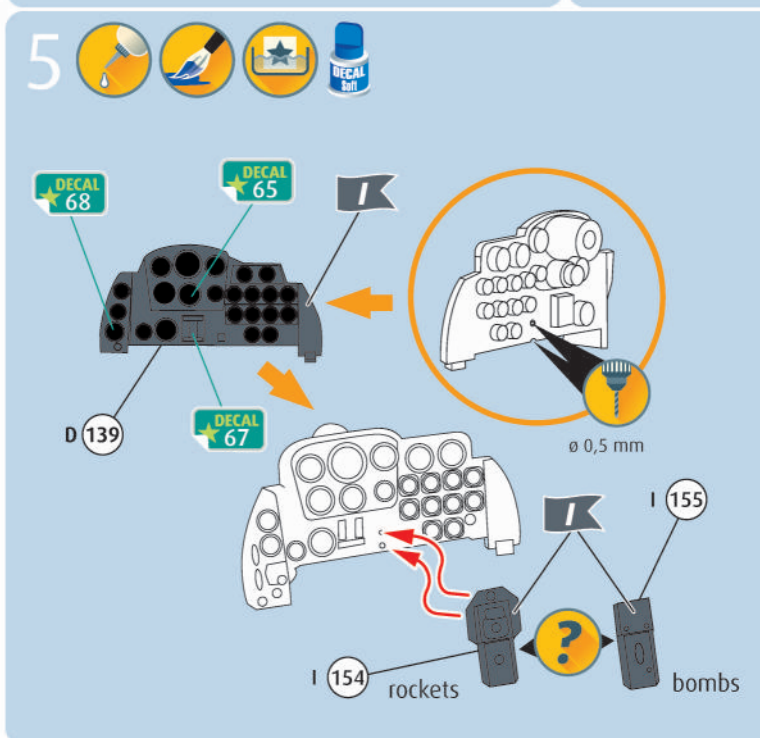 5
DECAL
Soft
DECAL
68
DECAL
65
I
D 139
DECAL
67
ø 0,5 mm
I
I 155
?
I 154
rockets
bombs